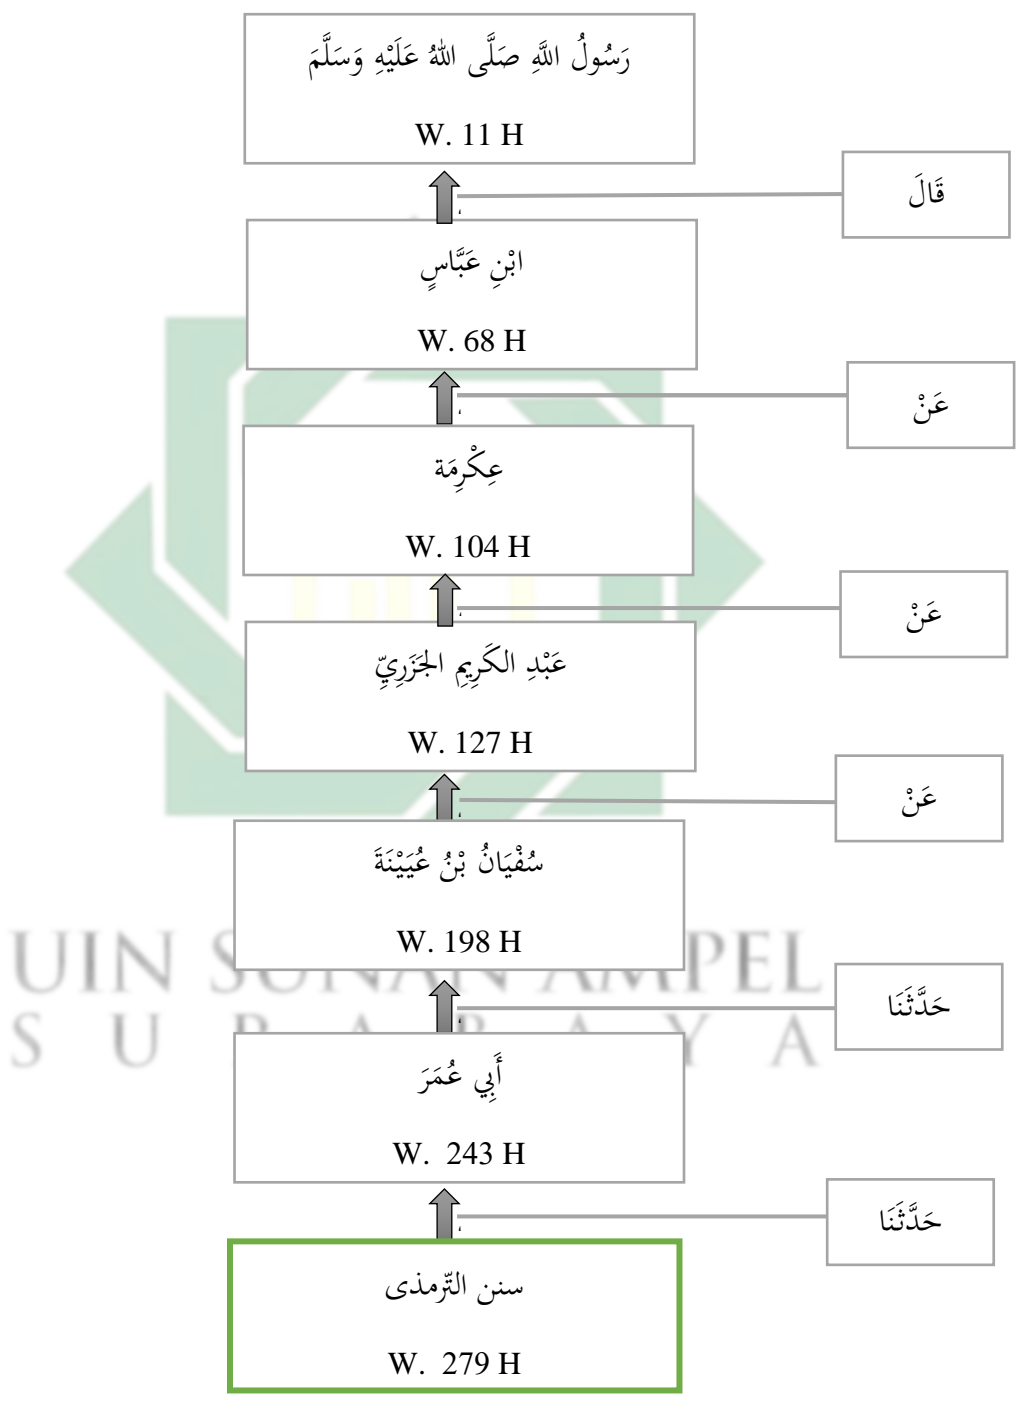 رَسُولُ اللَّهِ صَلَّى اللهُ عَلَيْهِ وَسَلَّمَ
W. 11 H
قَالَ
ابْنِ عَبَّاسٍ
W. 68 H
عَنْ
عِكْرِمَة
W. 104 H
عَنْ
عَبْدِ الكَرِيمِ الجَزَرِيِّ
W. 127 H
عَنْ
سُفْيَانُ بْنُ عُيَيْنَةَ
W. 198 H
UIN SUNAN AMPEL
حَدَّثَنَا
S U R A B A Y A
أَبِي عُمَرَ
W. 243 H
حَدَّثَنَا
سنن التّرمذى
W. 279 H